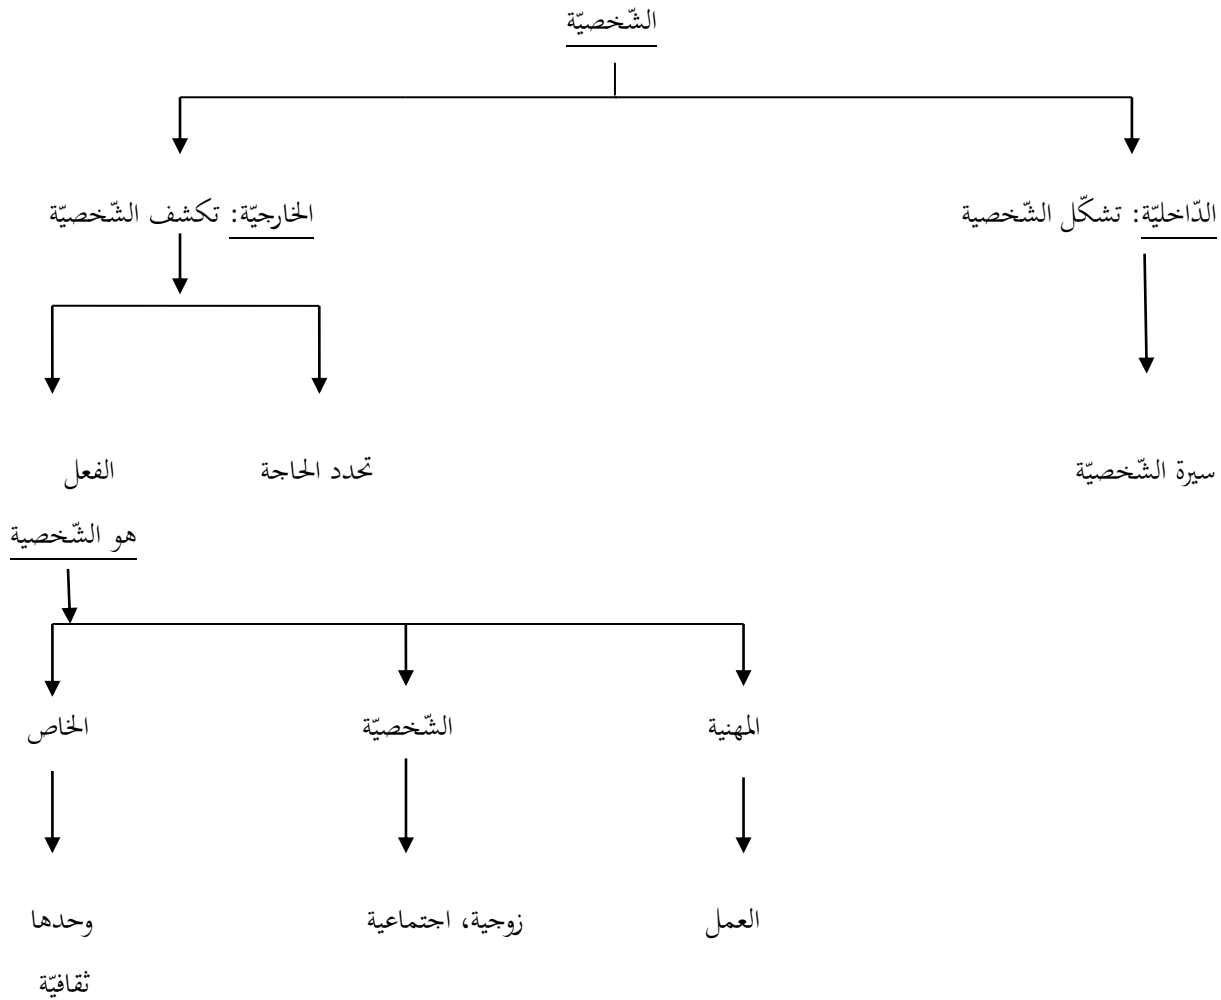 الشّخصيّة
الدّاخليّة: تشكّل الشّخصية
الخارجيّة: تكشف الشّخصيّة
سيرة الشّخصيّة
تحدد الحاجة
الفعل
هو الشّخصية
المهنية
الشّخصيّة
الخاص
العمل
زوجية، اجتماعية
وحدها
ثقافيّة